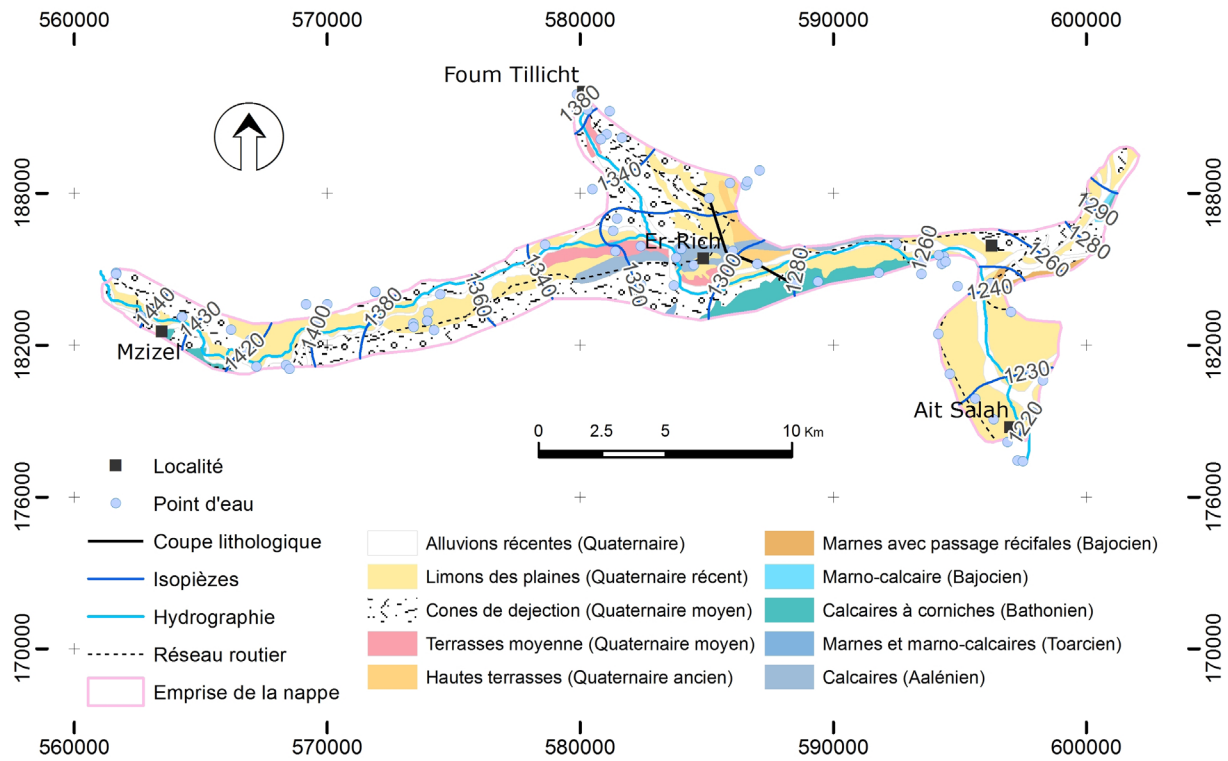 560000 570000 580000 590000 600000
Foum Tillicht
1380
1340
188000 188000
1290
Er-Rich
1260
1280
1260
1300
1280
1340
1320
1240
1440
1430
1420
1400
1380
1360
182000 182000
Mzizel
1230
Ait Salah
1220
0 2.5 5 10 Km
Localité
Point d'eau
176000 176000
Coupe lithologique
Isopièzes
Hydrographie
Réseau routier
Emprise de la nappe
170000 170000
Alluvions récentes (Quaternaire)
Limons des plaines (Quaternaire récent)
Cones de dejection (Quaternaire moyen)
Terrasses moyenne (Quaternaire moyen)
Hautes terrasses (Quaternaire ancien)
Marnes avec passage récifales (Bajocien)
Marno-calcaire (Bajocien)
Calcaires à corniches (Bathonien)
Marnes et marno-calcaires (Toarcien)
Calcaires (Aalénien)
560000 570000 580000 590000 600000